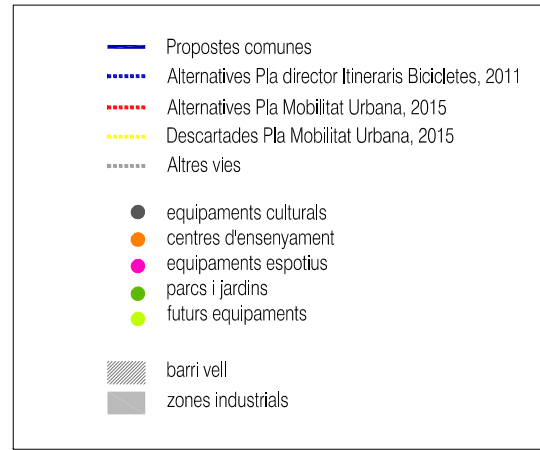 Propostes comunes
Alternatives Pla director Itineraris Bicicletes, 2011
Alternatives Pla Mobilitat Urbana, 2015
Descartades Pla Mobilitat Urbana, 2015
Altres vies
equipaments culturals
centres d'ensenyament
equipaments espotius
parcs i jardins
futurs equipaments
barri vell
zones industrials